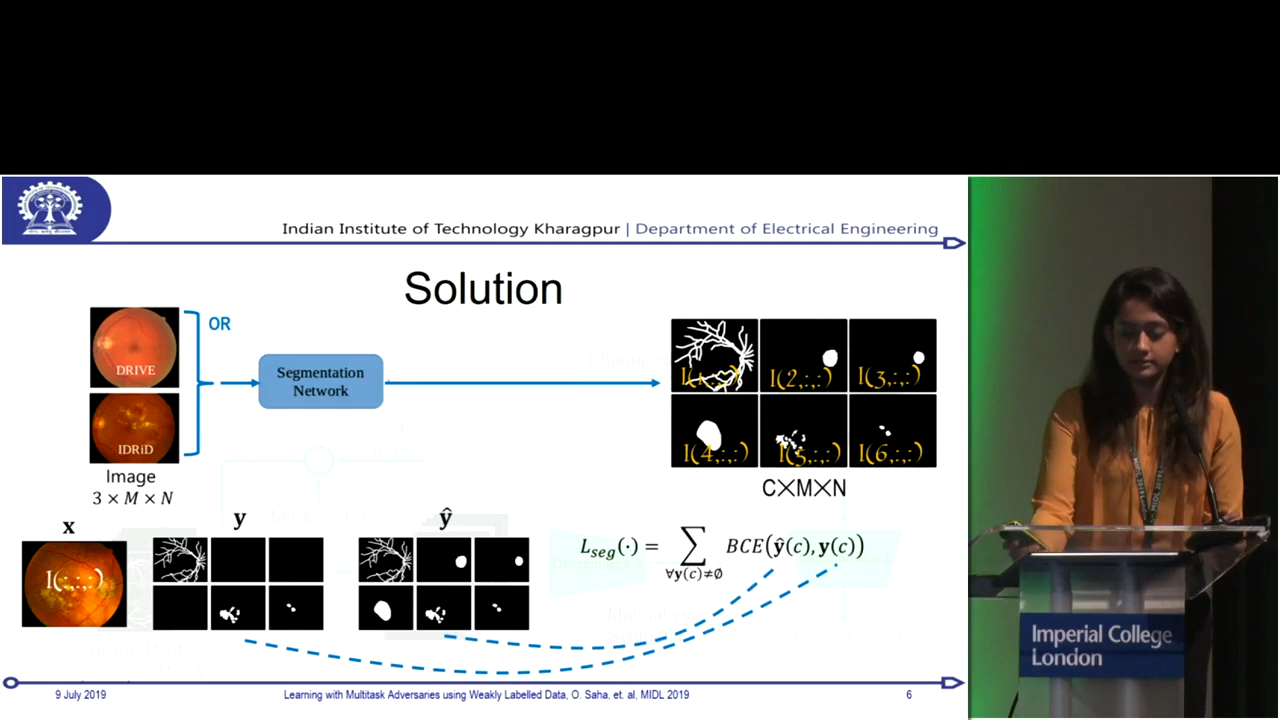 Indian Institute of Technology Kharagpur | Department of Electrical Engineering
Solution
OR
DRIVE
IDRiD
Image
3 × M × N
Segmentation
Network
I(1,:,:)
I(2,:,:)
I(3,:,:)
I(4,:,:)
I(5,:,:)
I(6,:,:)
C×M×N
x
y
ŷ
I(:,:,:)
L_seg(·) = ∑ BCE(ŷ(c), y(c))
∀y(c)≠∅
9 July 2019
Learning with Multitask Adversaries using Weakly Labelled Data, O. Saha, et. al, MIDL 2019
6
Imperial College
London